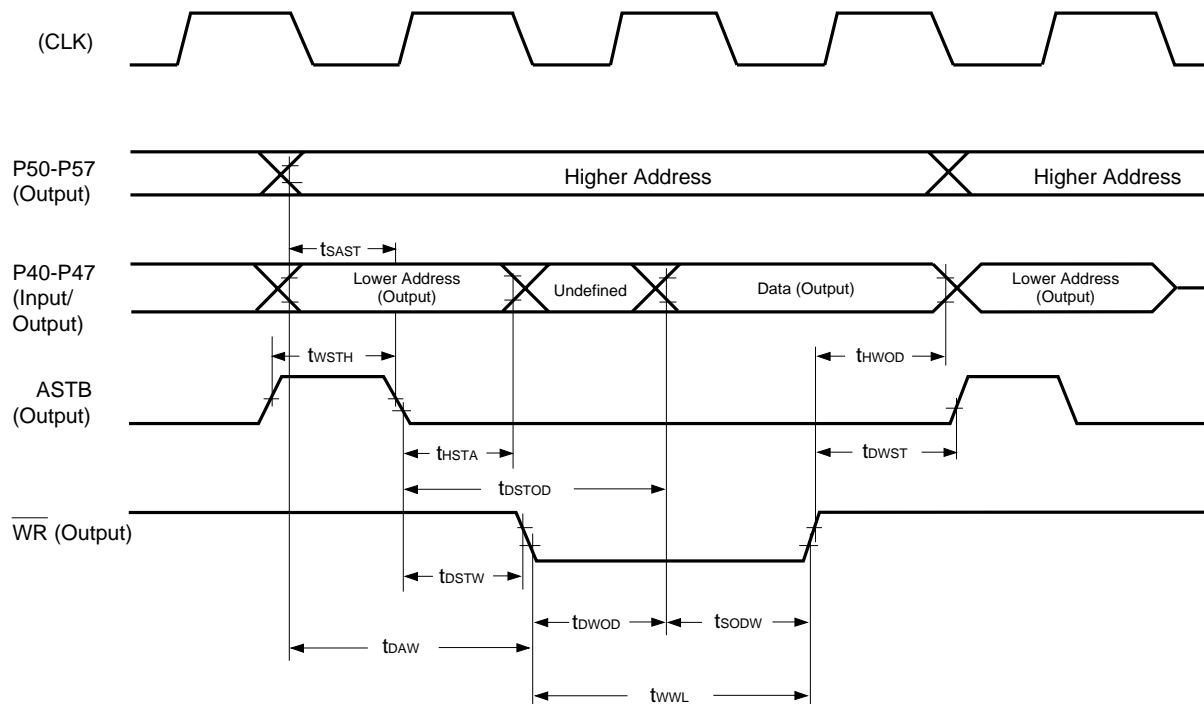 (CLK)
P50-P57
(Output)
Higher Address
Higher Address
tSAST
P40-P47
(Input/
Output)
Lower Address
(Output)
Undefined
Data (Output)
Lower Address
(Output)
tWSTH
tHWOD
ASTB
(Output)
tHSTA
tDWST
tDSTOD
WR (Output)
tDSTW
tDWOD
tSODW
tDAW
tWWL